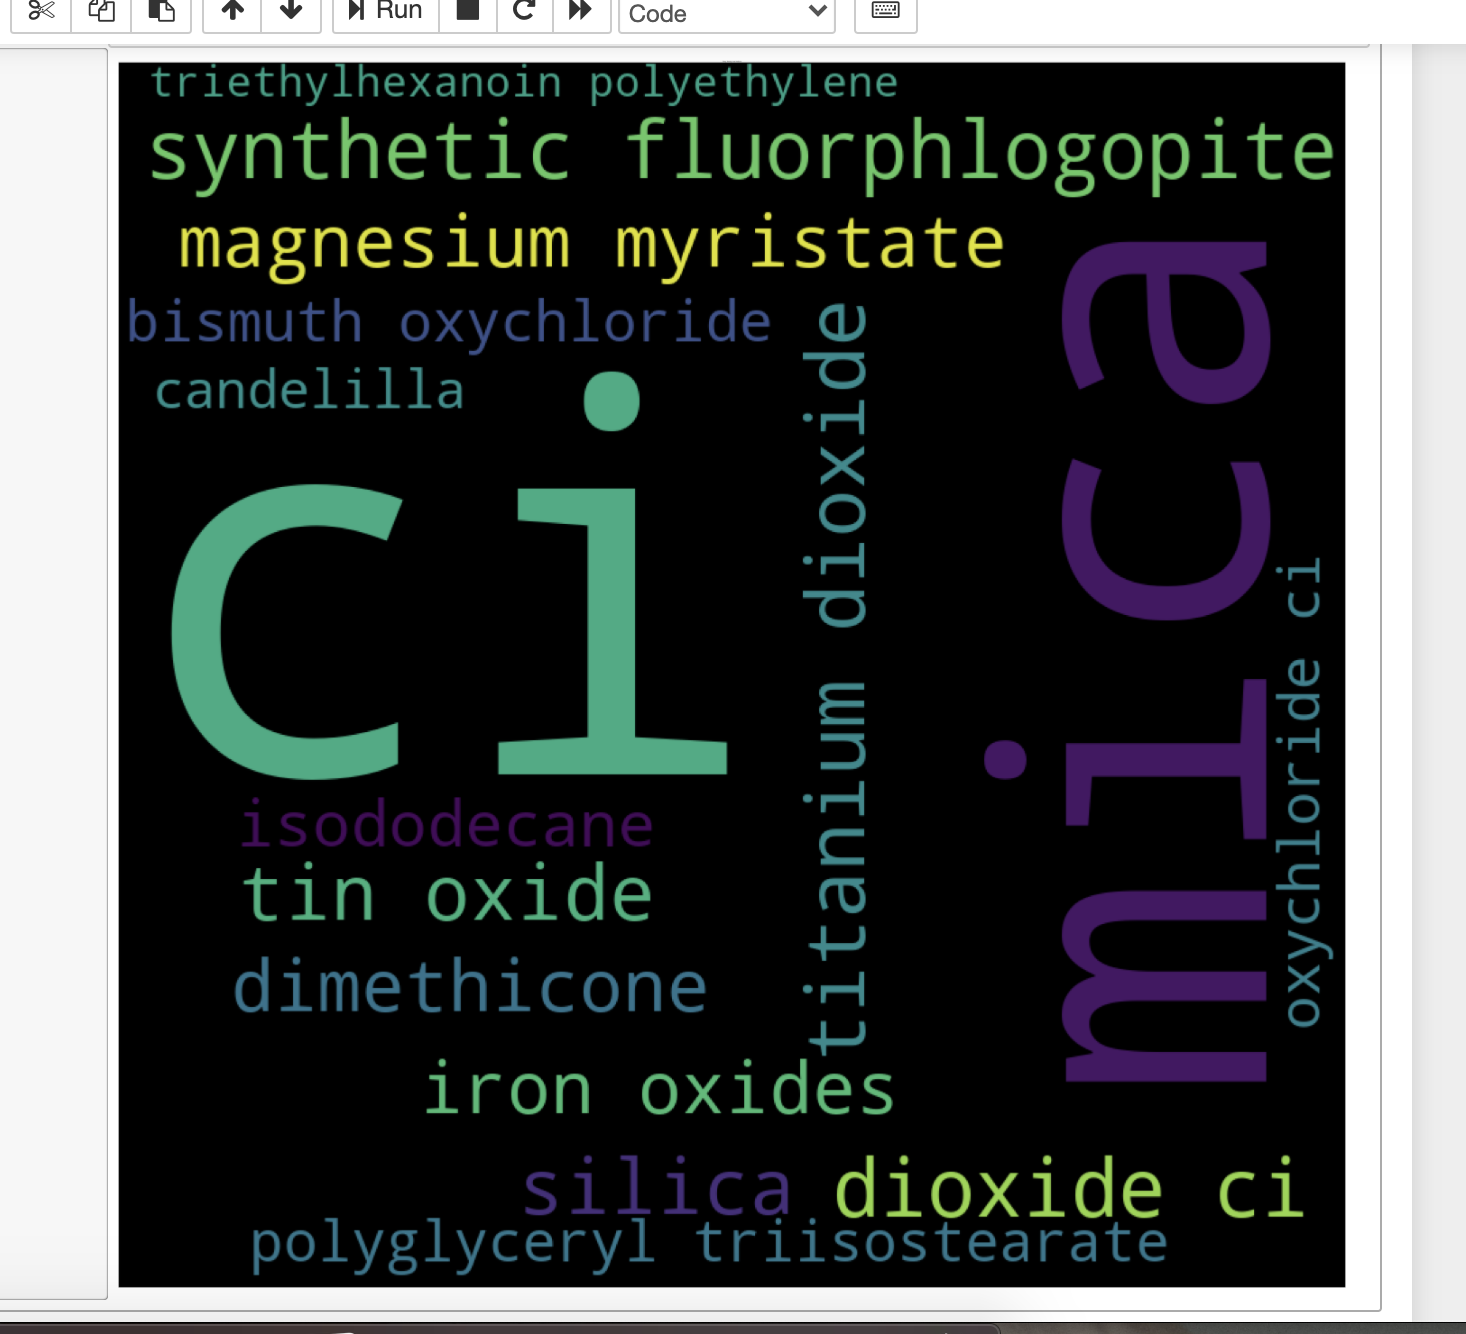 Run
Code
triethylhexanoin polyethylene
synthetic fluorphlogopite
magnesium myristate
bismuth oxychloride
candelilla
ci
titanium dioxide
mica
oxychloride ci
isododecane
tin oxide
dimethicone
iron oxides
silica
dioxide ci
polyglyceryl triisostearate